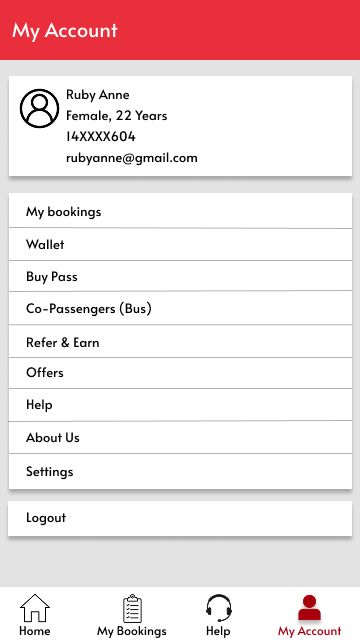 My Account
Ruby Anne
Female, 22 Years
14XXXX604
rubyanne@gmail.com
My bookings
Wallet
Buy Pass
Co-Passengers (Bus)
Refer & Earn
Offers
Help
About Us
Settings
Logout
Home
My Bookings
Help
My Account